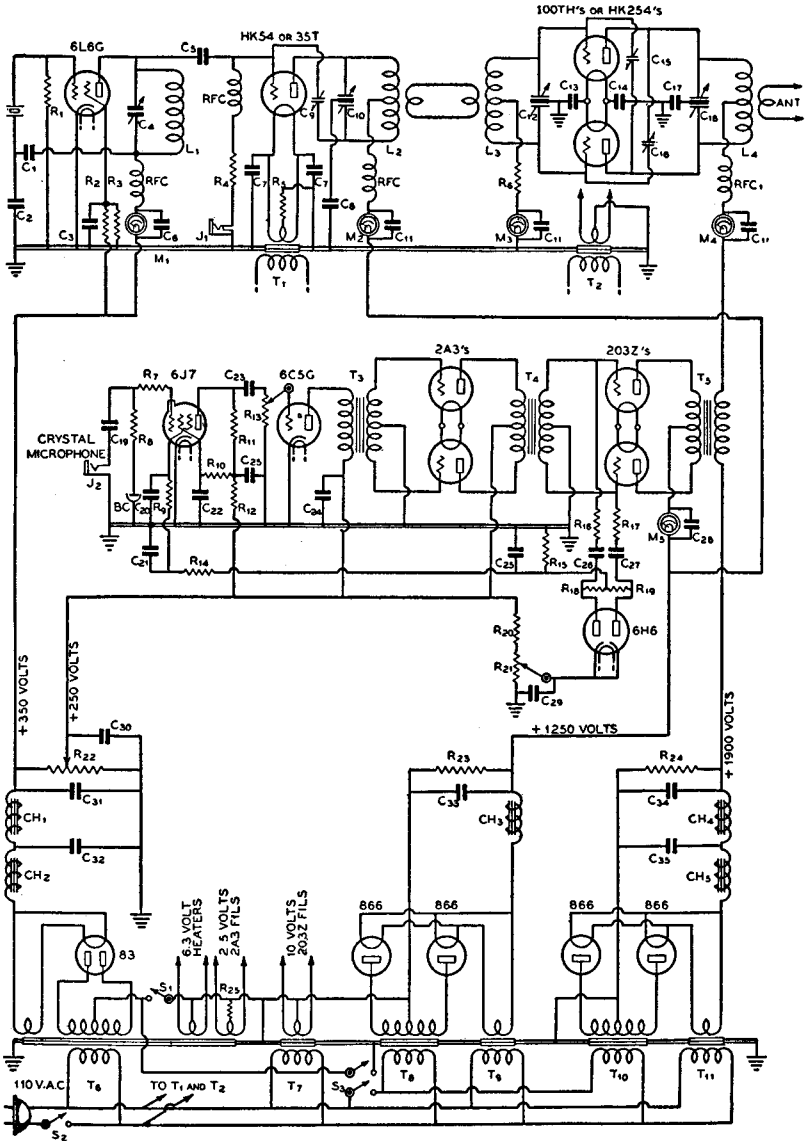 100TH's OR HK254's
6L6G
HK54 OR 35T
C5
R1
C4
L1
RFC
C9
C10
L2
L3
C12
C13
C14
C15
C17
C18
L4
ANT
C16
C1
R2
R3
RFC
R4
C7
R5
C7
C8
RFC
R6
RFC1
C2
C3
C6
M1
J1
M2
C11
M3
C11
M4
C11
T1
T2
2A3's
203Z's
R7
6J7
C23
6C5G
T3
T4
T5
R13
CRYSTAL
MICROPHONE
J2
C19
R8
R11
R10
C25
BC
C20
R9
C22
R12
C24
R16
R17
M5
C28
C21
R14
C25
R15
C26
C27
R18
R19
6H6
R20
R21
C29
+350 VOLTS
+250 VOLTS
+1250 VOLTS
+1900 VOLTS
C30
R22
R23
R24
C31
C33
C34
CH1
CH3
CH4
C32
C35
CH2
CH5
83
6.3 VOLT
HEATERS
2.5 VOLTS
2A3 FILS
10 VOLTS
203Z FILS
866
866
866
866
S1
R25
110 V.A.C.
T6
TO T1 AND T2
T7
S3
T8
T9
T10
T11
S2